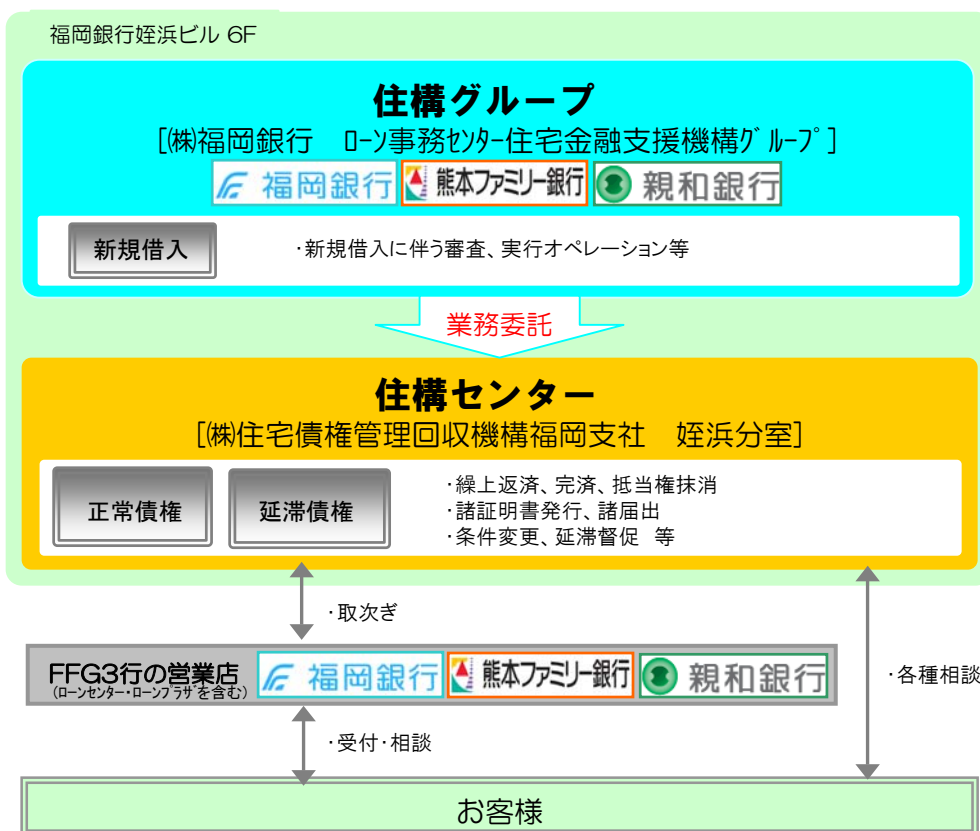 福岡銀行姪浜ビル 6F
住構グループ
[㈱福岡銀行　ローン事務センター住宅金融支援機構グループ]
福岡銀行 熊本ファミリー銀行 親和銀行
新規借入 ・新規借入に伴う審査、実行オペレーション等
業務委託
住構センター
[㈱住宅債権管理回収機構福岡支社　姪浜分室]
正常債権 延滞債権
・繰上返済、完済、抵当権抹消
・諸証明書発行、諸届出
・条件変更、延滞督促　等
・取次ぎ
FFG3行の営業店
(ローンセンター・ローンプラザを含む)
福岡銀行 熊本ファミリー銀行 親和銀行
・各種相談
・受付・相談
お客様